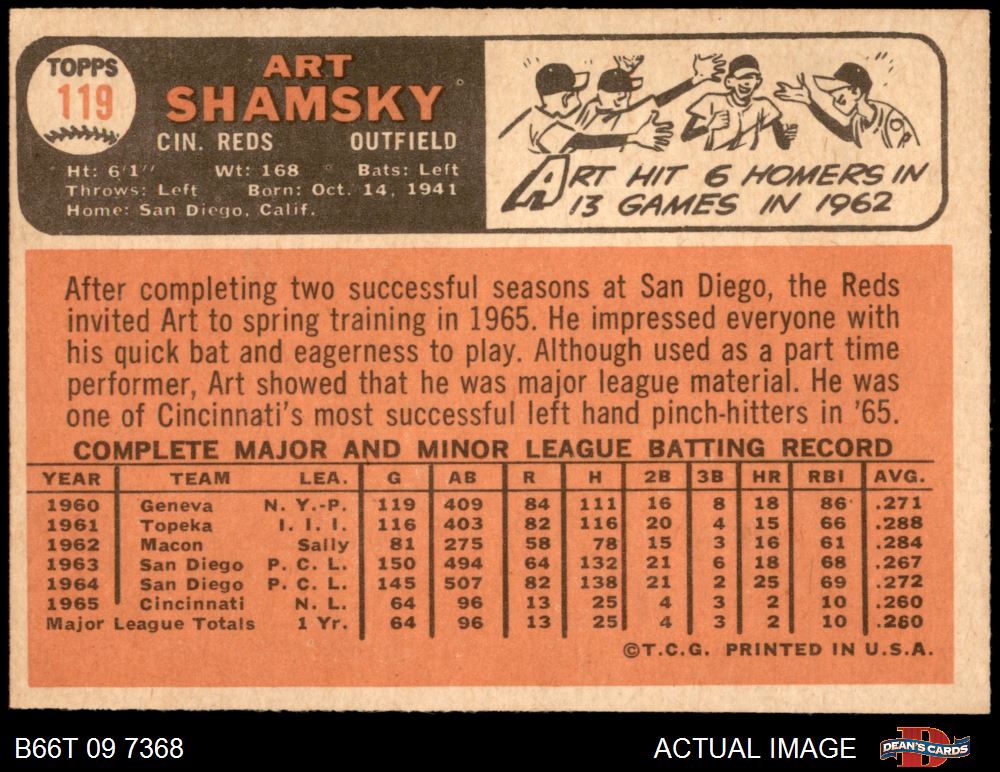 TOPPS
119
ART
SHAMSKY
CIN. REDS OUTFIELD
Ht: 6'1" Wt: 168 Bats: Left
Throws: Left Born: Oct. 14, 1941
Home: San Diego, Calif.
ART HIT 6 HOMERS IN
13 GAMES IN 1962
After completing two successful seasons at San Diego, the Reds
invited Art to spring training in 1965. He impressed everyone with
his quick bat and eagerness to play. Although used as a part time
performer, Art showed that he was major league material. He was
one of Cincinnati's most successful left hand pinch-hitters in '65.
COMPLETE MAJOR AND MINOR LEAGUE BATTING RECORD
YEAR TEAM LEA. G AB R H 2B 3B HR RBI AVG.
1960 Geneva N. Y.-P. 119 409 84 111 16 8 18 86 .271
1961 Topeka I. I. I. 116 403 82 116 20 4 15 66 .288
1962 Macon Sally 81 275 58 78 15 3 16 61 .284
1963 San Diego P. C. L. 150 494 64 132 21 6 18 68 .267
1964 San Diego P. C. L. 145 507 82 138 21 2 25 69 .272
1965 Cincinnati N. L. 64 96 13 25 4 3 2 10 .260
Major League Totals 1 Yr. 64 96 13 25 4 3 2 10 .260
©T.C.G. PRINTED IN U.S.A.
B66T 09 7368 ACTUAL IMAGE DEAN'S CARDS